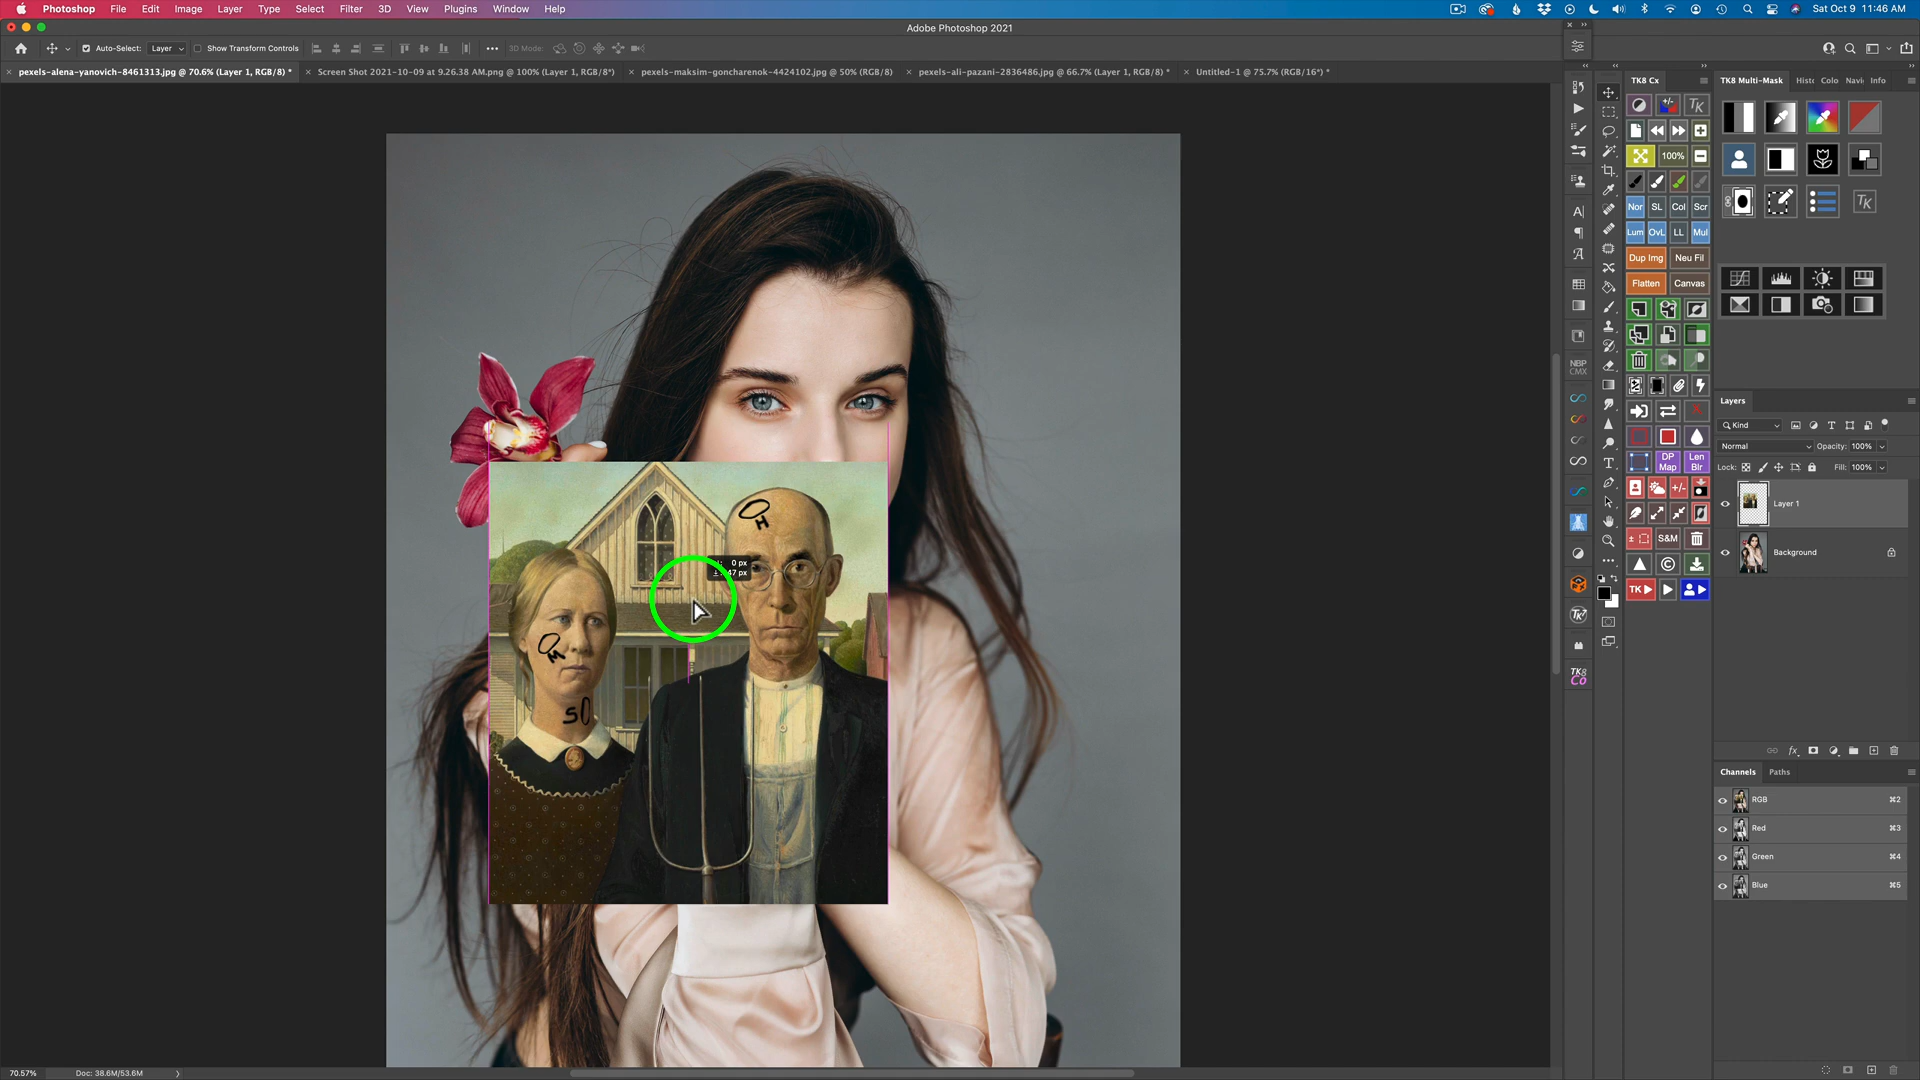 Photoshop File Edit Image Layer Type Select Filter 3D View Plugins Window Help
Sat Oct 9 11:46 AM
Adobe Photoshop 2021
Auto-Select: Layer Show Transform Controls 3D Mode:
pexels-alena-yanovich-8461313.jpg @ 70.6% (Layer 1, RGB/8) *
Screen Shot 2021-10-09 at 9.26.38 AM.png @ 100% (Layer 1, RGB/8*)
pexels-maksim-goncharenok-4424102.jpg @ 50% (RGB/8)
pexels-ali-pazani-2836486.jpg @ 66.7% (Layer 1, RGB/8) *
Untitled-1 @ 75.7% (RGB/16*) *
TK8 Cx
TK8 Multi-Mask Histo Colo Navi Info
TK
100%
TK
Nor SL Col Scr
Lum OvL LL Mul
Dup Img Neu Fil
Flatten Canvas
NBP
CMX
DP Map
Len Blr
+/-
S&M
TK
TK8
Co
Layers
Kind
Normal Opacity: 100%
Lock: Fill: 100%
Layer 1
Background
Channels Paths
RGB ⌘2
Red ⌘3
Green ⌘4
Blue ⌘5
H
0 px
47 px
M
S
70.57% Doc: 38.6M/53.6M